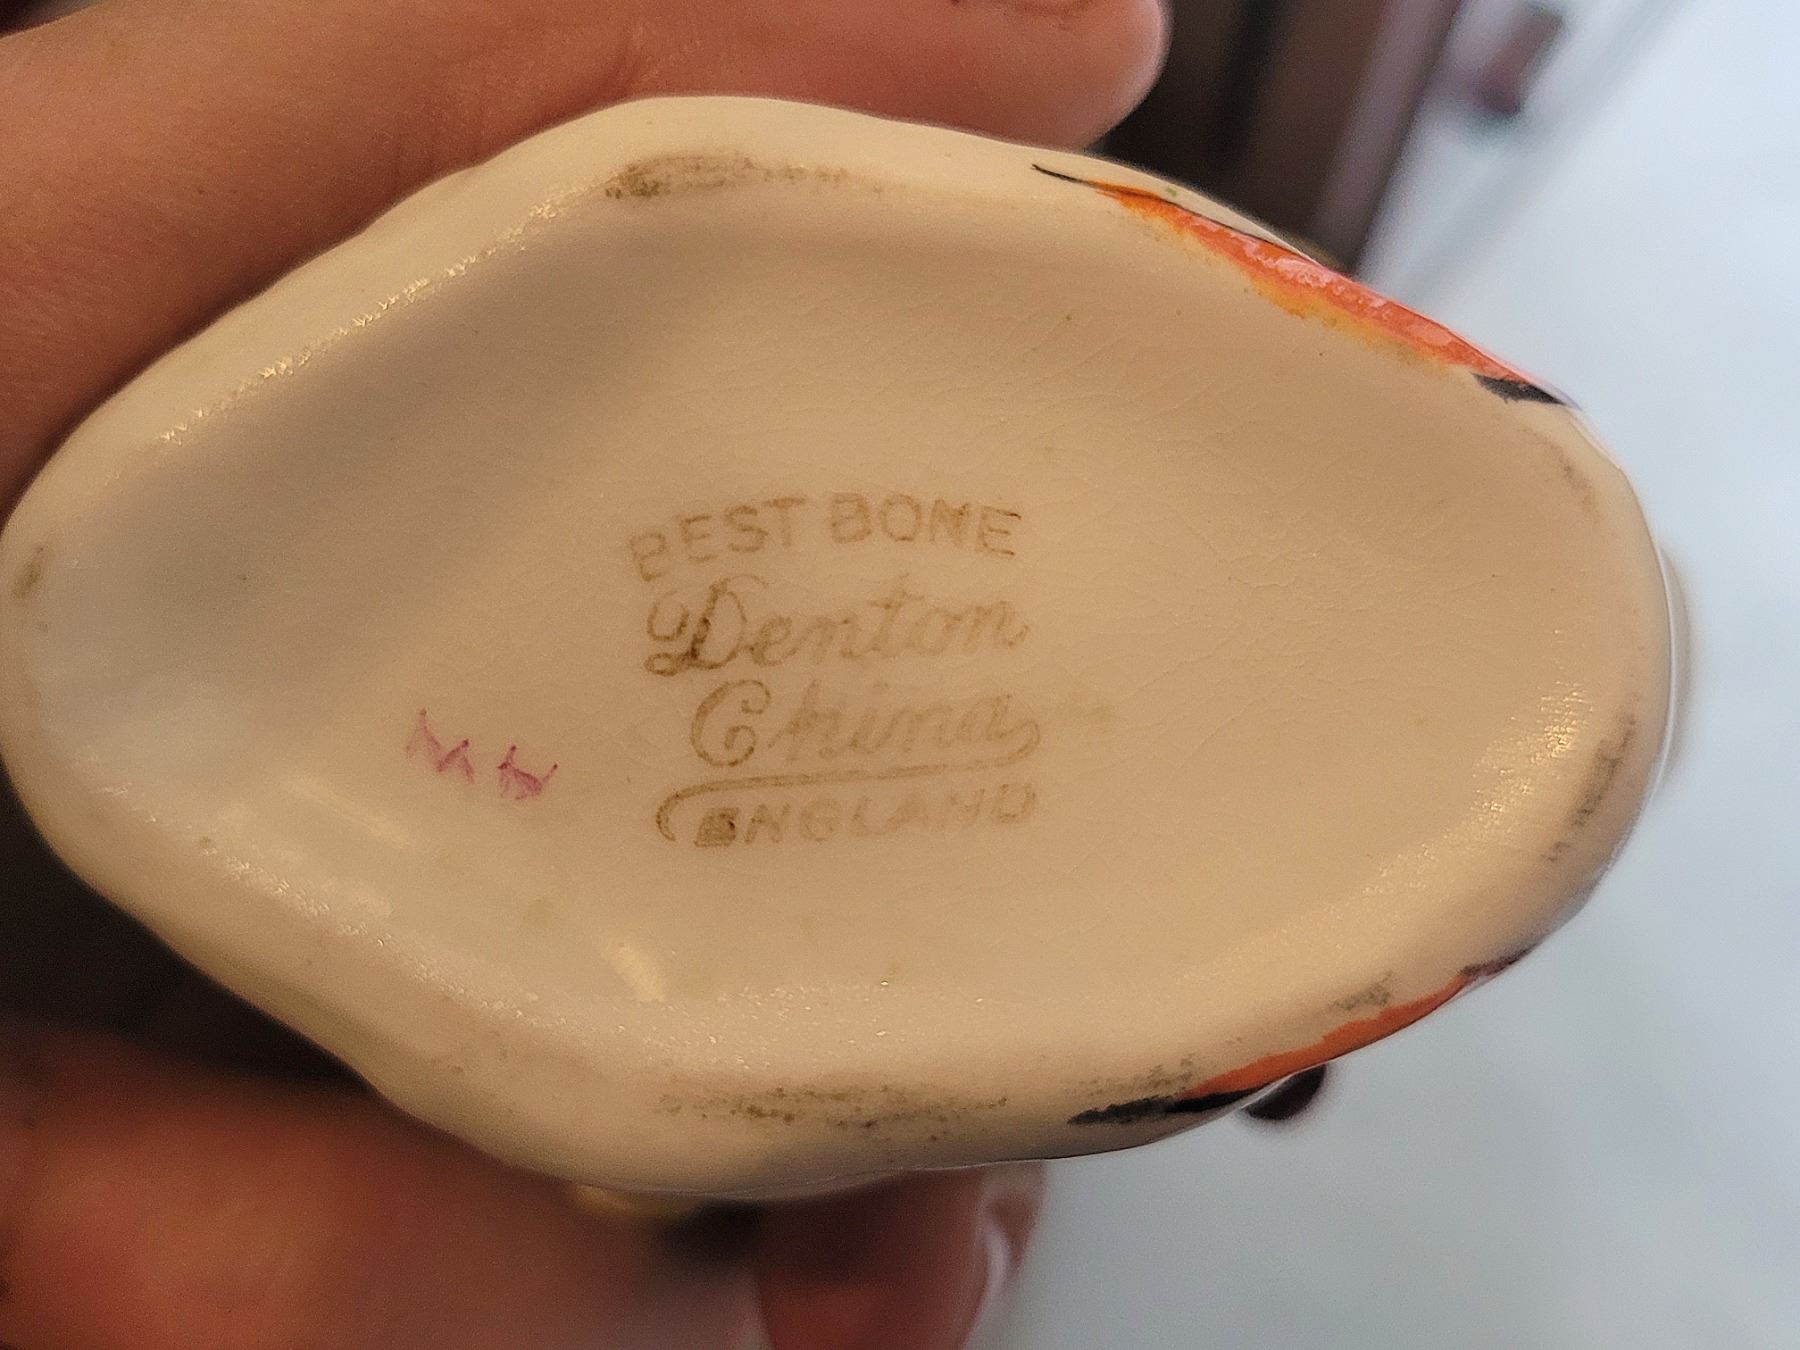 BEST BONE
Denton
China
ENGLAND